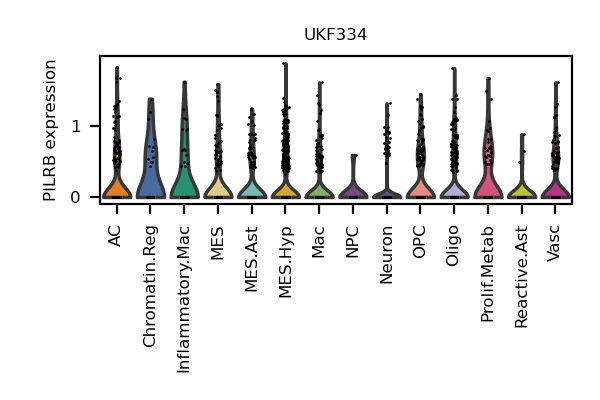 UKF334
PILRB expression
1
0
AC
Chromatin.Reg
Inflammatory.Mac
MES
MES.Ast
MES.Hyp
Mac
NPC
Neuron
OPC
Oligo
Prolif.Metab
Reactive.Ast
Vasc